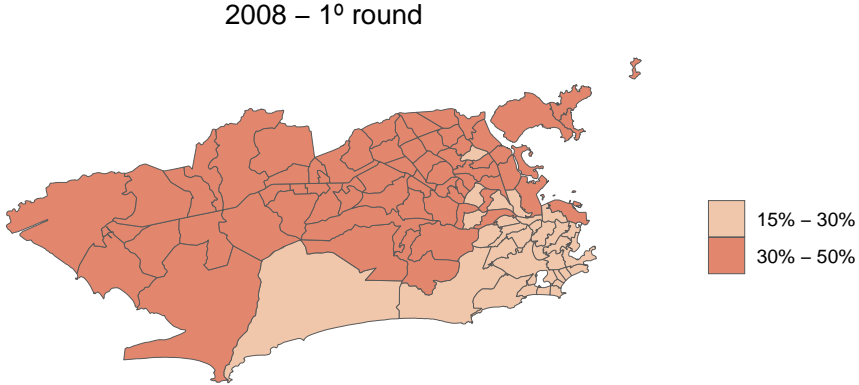 2008 – 1º round
15% – 30%
30% – 50%